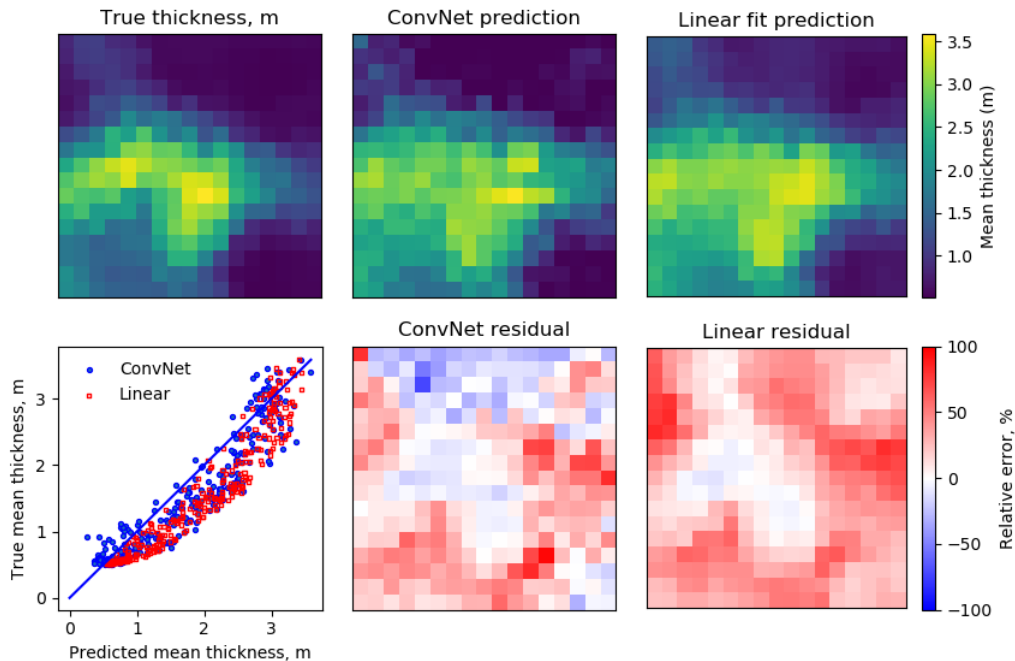 True thickness, m
ConvNet prediction
Linear fit prediction
3.5
3.0
2.5
2.0
1.5
1.0
Mean thickness (m)
ConvNet residual
Linear residual
ConvNet
Linear
3
2
1
0
True mean thickness, m
0 1 2 3
Predicted mean thickness, m
100
50
0
−50
−100
Relative error, %